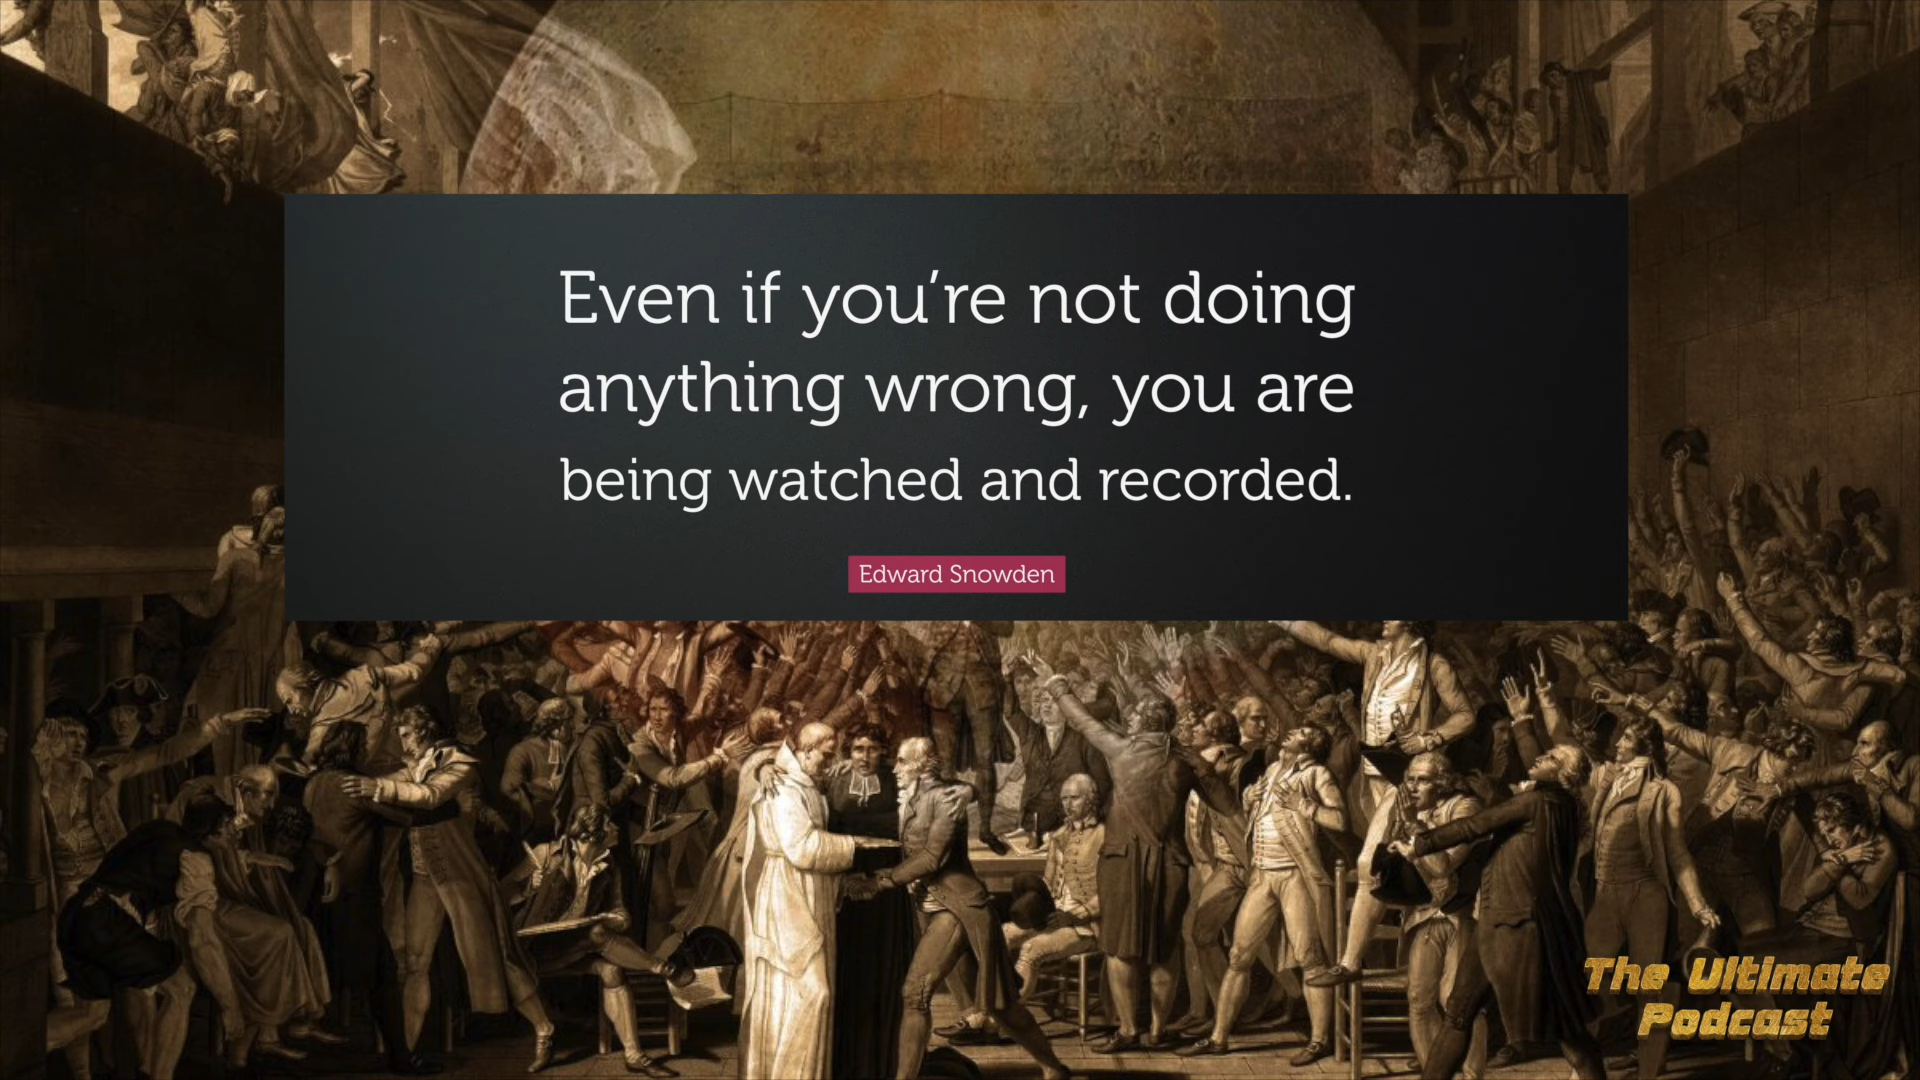 Even if you’re not doing
anything wrong, you are
being watched and recorded.
Edward Snowden
The Ultimate
Podcast